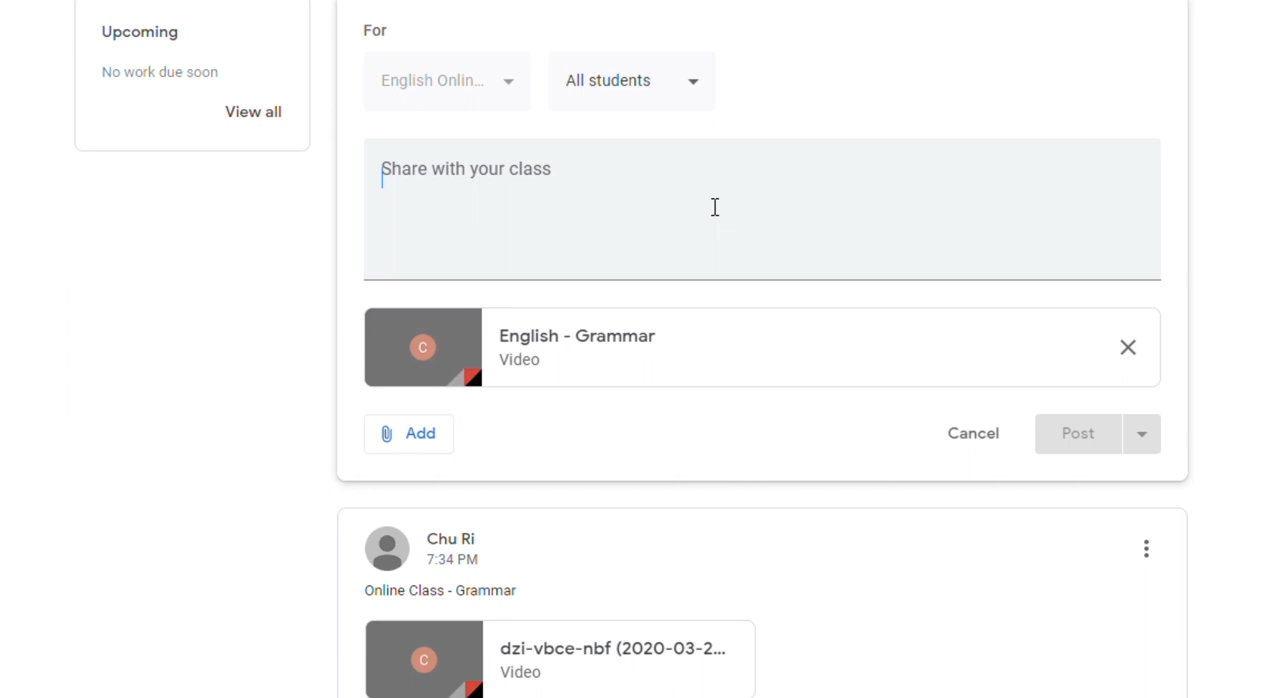 Upcoming
No work due soon
View all
For
English Onlin...
All students
Share with your class
C
English - Grammar
Video
Add
Cancel
Post
Chu Ri
7:34 PM
Online Class - Grammar
C
dzi-vbce-nbf (2020-03-2...
Video